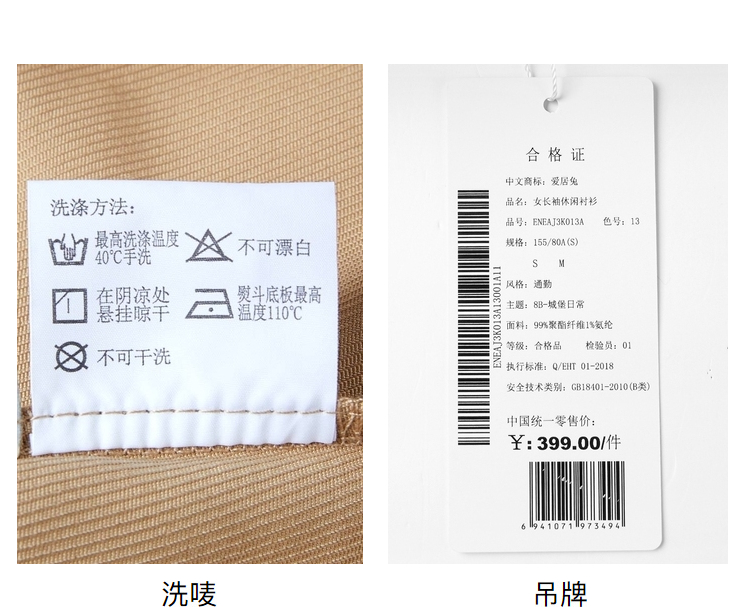 洗涤方法:
最高洗涤温度
40℃手洗
不可漂白
在阴凉处
悬挂晾干
熨斗底板最高
温度110℃
不可干洗
合格证
中文商标: 爱居兔
品名: 女长袖休闲衬衫
品号: ENEAJ3K013A 色号: 13
规格: 155/80A(S)
S M
风格: 通勤
主题: 8B-城堡日常
面料: 99%聚酯纤维1%氨纶
等级: 合格品 检验员: 01
执行标准: Q/EHT 01-2018
安全技术类别: GB18401-2010(B类)
中国统一零售价:
¥: 399.00/件
ENEAJ3K013A13001A11
6 941071 973494
洗唛
吊牌